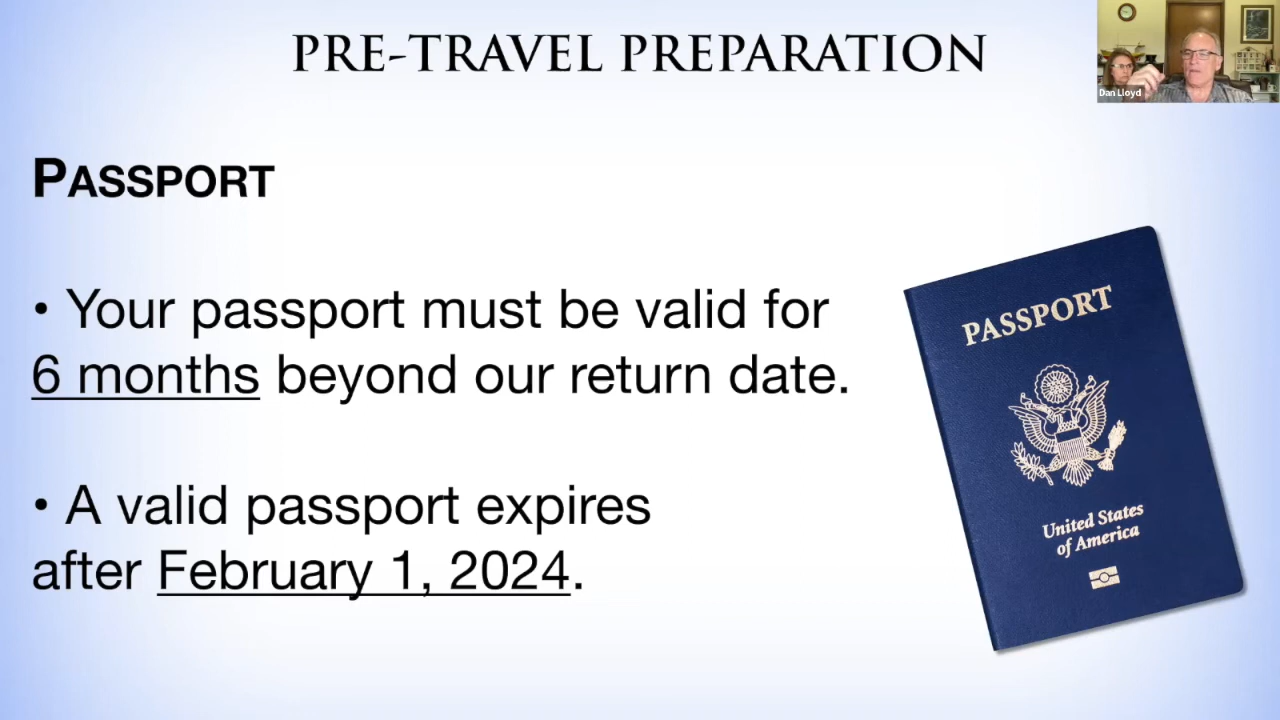 PRE-TRAVEL PREPARATION
Dan Lloyd
PASSPORT
• Your passport must be valid for
6 months beyond our return date.
• A valid passport expires
after February 1, 2024.
PASSPORT
United States
of America